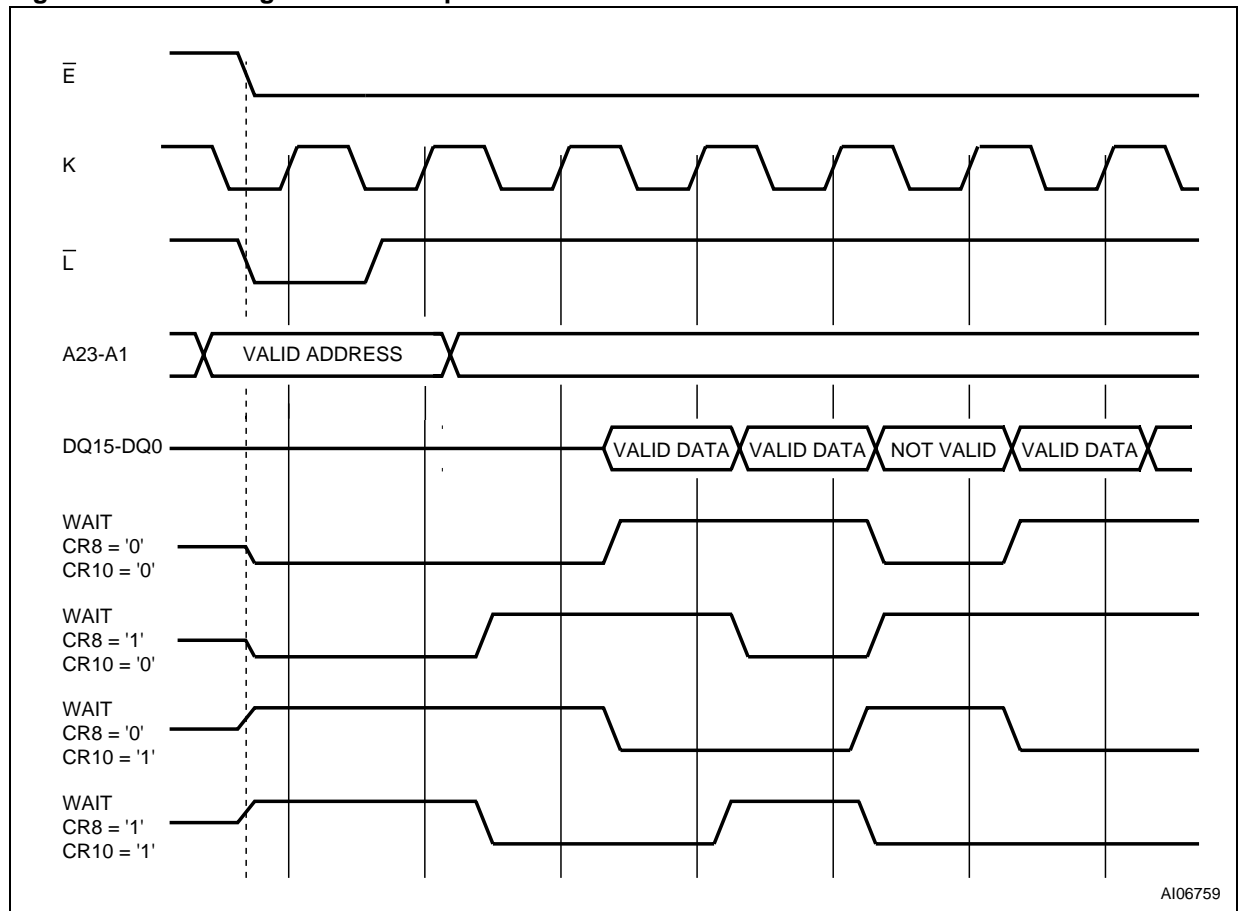 E
K
L
A23-A1 VALID ADDRESS
DQ15-DQ0 VALID DATA VALID DATA NOT VALID VALID DATA
WAIT
CR8 = '0'
CR10 = '0'
WAIT
CR8 = '1'
CR10 = '0'
WAIT
CR8 = '0'
CR10 = '1'
WAIT
CR8 = '1'
CR10 = '1'
AI06759